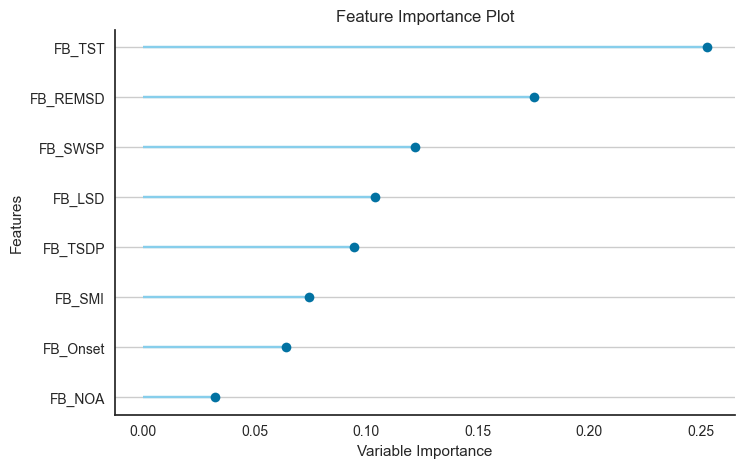 Feature Importance Plot
FB_TST
FB_REMSD
FB_SWSP
FB_LSD
FB_TSDP
FB_SMI
FB_Onset
FB_NOA
Features
0.00 0.05 0.10 0.15 0.20 0.25
Variable Importance